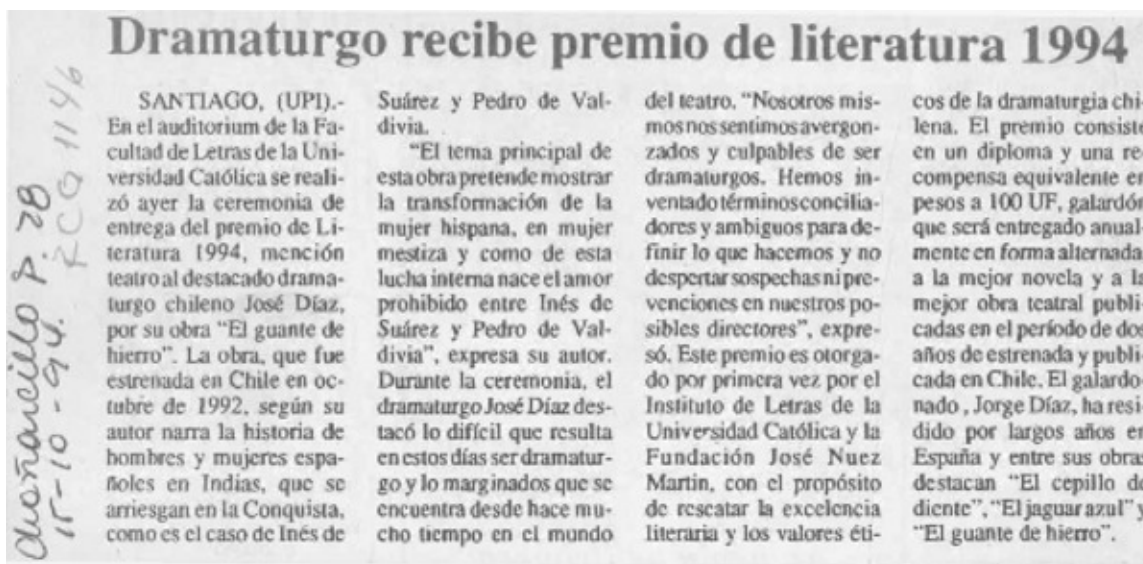 Dramaturgo recibe premio de literatura 1994
SANTIAGO, (UPI).-
En el auditorium de la Fa-
cultad de Letras de la Uni-
versidad Católica se reali-
zó ayer la ceremonia de
entrega del premio de Li-
teratura 1994, mención
teatro al destacado drama-
turgo chileno José Díaz,
por su obra "El guante de
hierro". La obra, que fue
estrenada en Chile en oc-
tubre de 1992, según su
autor narra la historia de
hombres y mujeres espa-
ñoles en Indias, que se
arriesgan en la Conquista,
como es el caso de Inés de
Suárez y Pedro de Val-
divia.
"El tema principal de
esta obra pretende mostrar
la transformación de la
mujer hispana, en mujer
mestiza y como de esta
lucha interna nace el amor
prohibido entre Inés de
Suárez y Pedro de Val-
divia", expresa su autor.
Durante la ceremonia, el
dramaturgo José Díaz des-
tacó lo difícil que resulta
en estos días ser dramatur-
go y lo marginados que se
encuentra desde hace mu-
cho tiempo en el mundo
del teatro. "Nosotros mis-
mos nos sentimos avergon-
zados y culpables de ser
dramaturgos. Hemos in-
ventado términos concilia-
dores y ambiguos para de-
finir lo que hacemos y no
despertar sospechas ni pre-
venciones en nuestros po-
sibles directores", expre-
só. Este premio es otorga-
do por primera vez por el
Instituto de Letras de la
Universidad Católica y la
Fundación José Nuez
Martin, con el propósito
de rescatar la excelencia
literaria y los valores éti-
cos de la dramaturgia chi-
lena. El premio consiste
en un diploma y una re-
compensa equivalente en
pesos a 100 UF, galardón
que será entregado anual-
mente en forma alternada,
a la mejor novela y a la
mejor obra teatral publi-
cadas en el período de dos
años de estrenada y publi-
cada en Chile. El galardo-
nado, Jorge Díaz, ha resi-
dido por largos años en
España y entre sus obras
destacan "El cepillo de
diente", "El jaguar azul" y
"El guante de hierro".
chañarcillo P. 28
15-10-94.